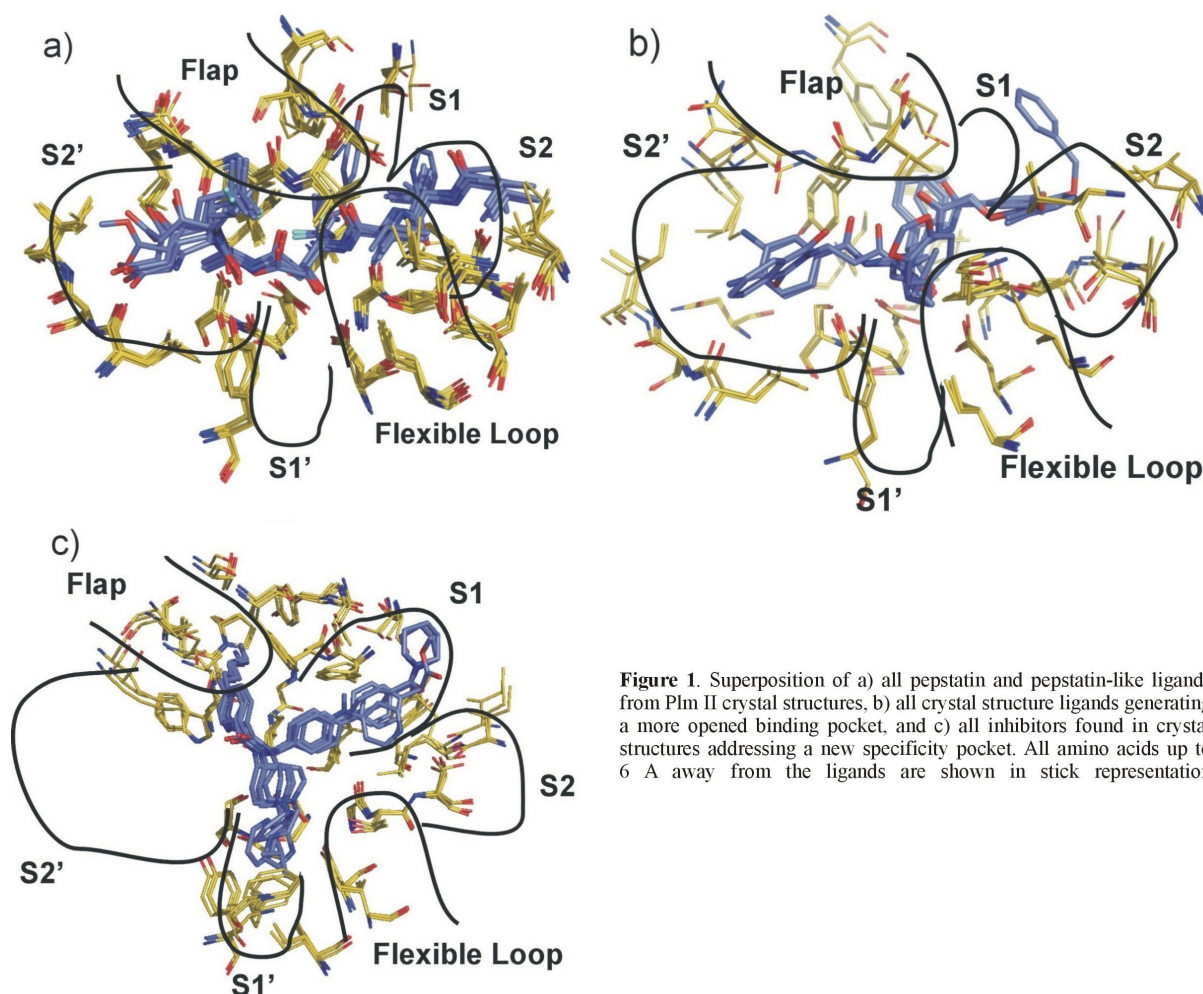 a)
Flap
S1
S2
S2'
S1'
Flexible Loop
b)
Flap
S1
S2
S2'
S1'
Flexible Loop
c)
Flap
S1
S2
S2'
S1'
Flexible Loop
Figure 1. Superposition of a) all pepstatin and pepstatin-like ligand
from Plm II crystal structures, b) all crystal structure ligands generating
a more opened binding pocket, and c) all inhibitors found in crysta
structures addressing a new specificity pocket. All amino acids up t
6 A away from the ligands are shown in stick representation